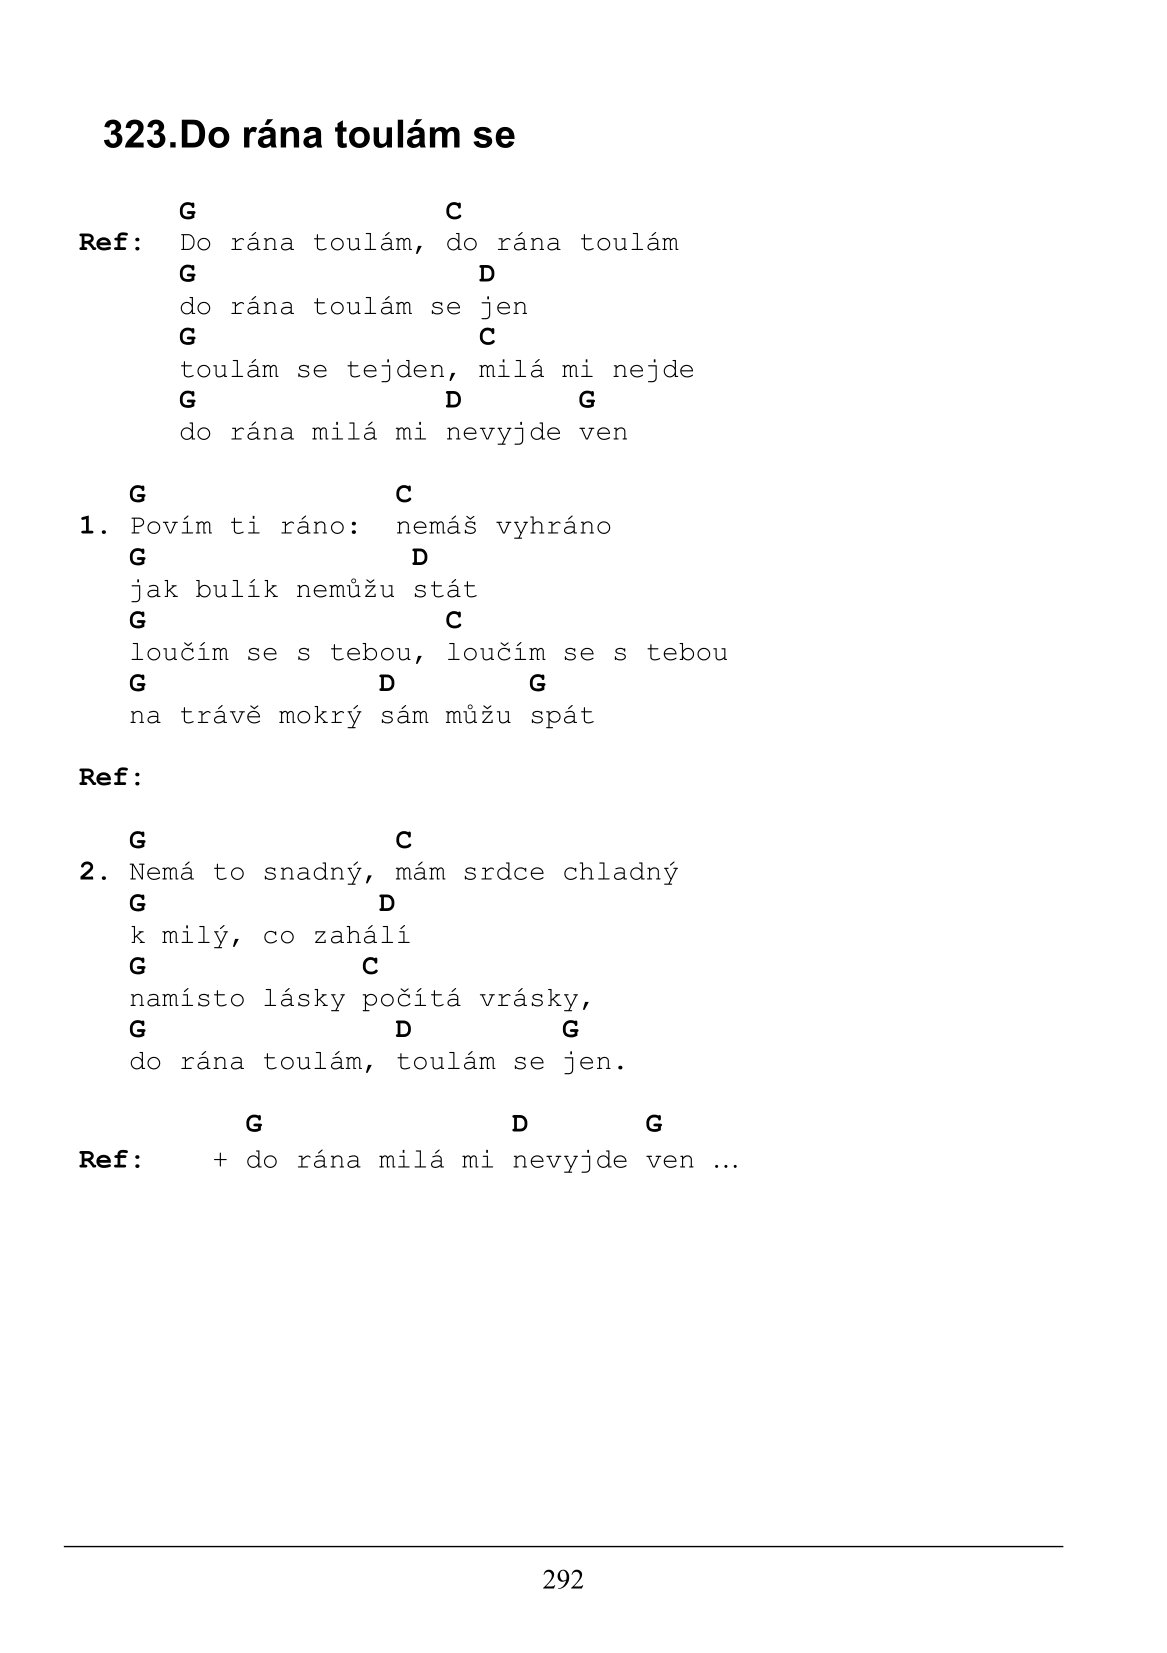 323.Do rána toulám se
G C
Ref: Do rána toulám, do rána toulám
G D
do rána toulám se jen
G C
toulám se tejden, milá mi nejde
G D G
do rána milá mi nevyjde ven
G C
1. Povím ti ráno: nemáš vyhráno
G D
jak bulík nemůžu stát
G C
loučím se s tebou, loučím se s tebou
G D G
na trávě mokrý sám můžu spát
Ref:
G C
2. Nemá to snadný, mám srdce chladný
G D
k milý, co zahálí
G C
namísto lásky počítá vrásky,
G D G
do rána toulám, toulám se jen.
G D G
Ref: + do rána milá mi nevyjde ven …
292